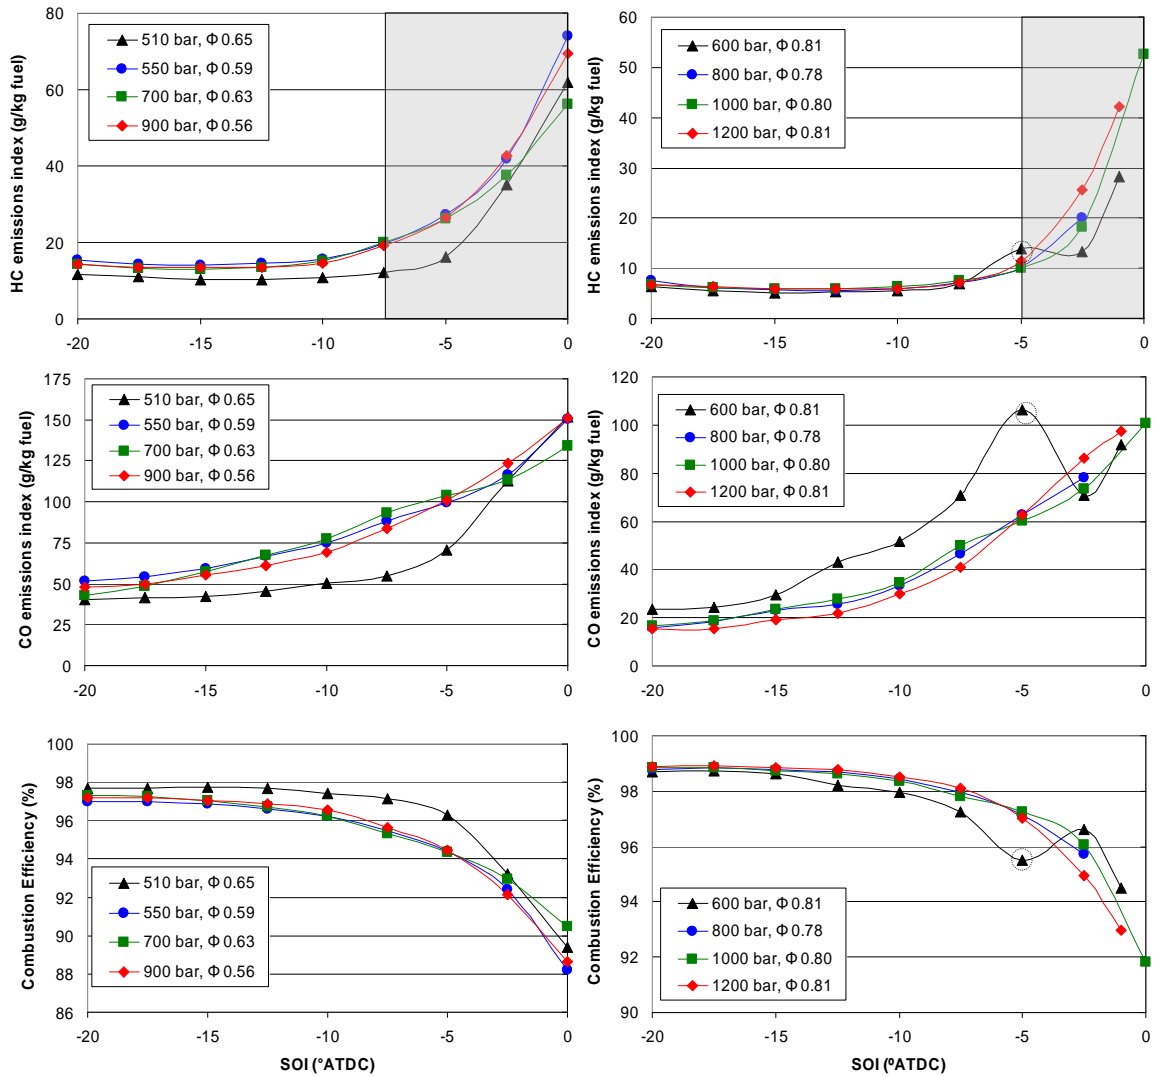 HC emissions index (g/kg fuel)
80
60
40
20
0
510 bar, Φ 0.65
550 bar, Φ 0.59
700 bar, Φ 0.63
900 bar, Φ 0.56
-20 -15 -10 -5 0
HC emissions index (g/kg fuel)
60
50
40
30
20
10
0
600 bar, Φ 0.81
800 bar, Φ 0.78
1000 bar, Φ 0.80
1200 bar, Φ 0.81
-20 -15 -10 -5 0
CO emissions index (g/kg fuel)
175
150
125
100
75
50
25
0
510 bar, Φ 0.65
550 bar, Φ 0.59
700 bar, Φ 0.63
900 bar, Φ 0.56
-20 -15 -10 -5 0
CO emissions index (g/kg fuel)
120
100
80
60
40
20
0
600 bar, Φ 0.81
800 bar, Φ 0.78
1000 bar, Φ 0.80
1200 bar, Φ 0.81
-20 -15 -10 -5 0
Combustion Efficiency (%)
100
98
96
94
92
90
88
86
510 bar, Φ 0.65
550 bar, Φ 0.59
700 bar, Φ 0.63
900 bar, Φ 0.56
-20 -15 -10 -5 0
SOI (°ATDC)
Combustion Efficiency (%)
100
98
96
94
92
90
600 bar, Φ 0.81
800 bar, Φ 0.78
1000 bar, Φ 0.80
1200 bar, Φ 0.81
-20 -15 -10 -5 0
SOI (ºATDC)